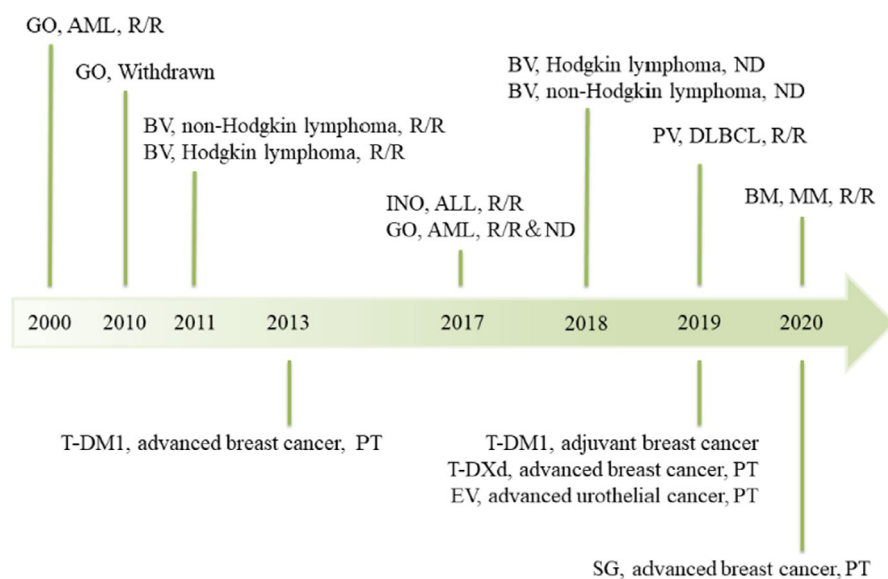 GO, AML, R/R
GO, Withdrawn
BV, non-Hodgkin lymphoma, R/R
BV, Hodgkin lymphoma, R/R
INO, ALL, R/R
GO, AML, R/R&ND
BV, Hodgkin lymphoma, ND
BV, non-Hodgkin lymphoma, ND
PV, DLBCL, R/R
BM, MM, R/R
2000 2010 2011 2013 2017 2018 2019 2020
T-DM1, advanced breast cancer, PT
T-DM1, adjuvant breast cancer
T-DXd, advanced breast cancer, PT
EV, advanced urothelial cancer, PT
SG, advanced breast cancer, PT